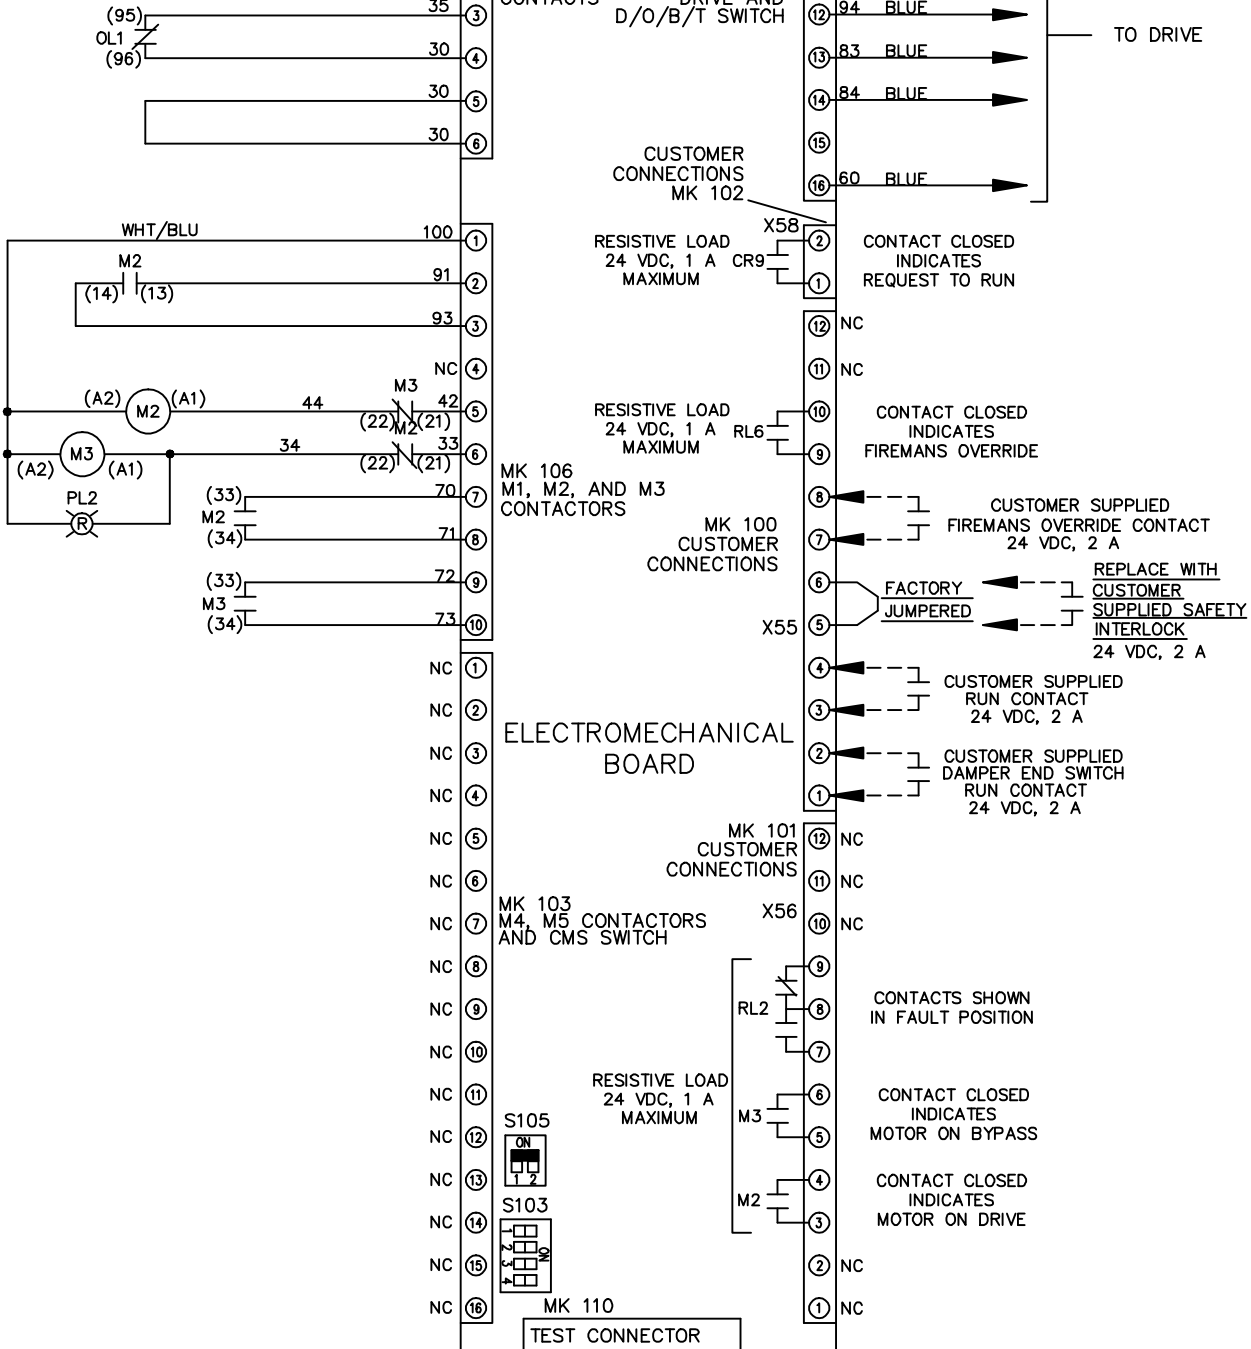 (95)
OL1
(96)
35
3
30
4
30
5
30
6
CONTACTS
DRIVE AND
D/O/B/T SWITCH
12
94 BLUE
13
83 BLUE
14
84 BLUE
15
16
60 BLUE
TO DRIVE
CUSTOMER
CONNECTIONS
MK 102
X58
WHT/BLU
100
1
M2
(14) (13)
91
2
93
3
NC
4
(A2) M2 (A1)
44
M3
(22) (21)
42
5
(A2) M3 (A1)
34
M2
(22) (21)
33
6
PL2
R
(33)
M2
(34)
70
7
71
8
(33)
M3
(34)
72
9
73
10
MK 106
M1, M2, AND M3
CONTACTORS
RESISTIVE LOAD
24 VDC, 1 A
MAXIMUM
CR9
2
1
CONTACT CLOSED
INDICATES
REQUEST TO RUN
12 NC
11 NC
RESISTIVE LOAD
24 VDC, 1 A
MAXIMUM
RL6
10
9
CONTACT CLOSED
INDICATES
FIREMANS OVERRIDE
MK 100
CUSTOMER
CONNECTIONS
8
7
CUSTOMER SUPPLIED
FIREMANS OVERRIDE CONTACT
24 VDC, 2 A
6
5
X55
FACTORY
JUMPERED
REPLACE WITH
CUSTOMER
SUPPLIED SAFETY
INTERLOCK
24 VDC, 2 A
4
3
CUSTOMER SUPPLIED
RUN CONTACT
24 VDC, 2 A
2
1
CUSTOMER SUPPLIED
DAMPER END SWITCH
RUN CONTACT
24 VDC, 2 A
ELECTROMECHANICAL
BOARD
NC 1
NC 2
NC 3
NC 4
NC 5
NC 6
NC 7
NC 8
NC 9
NC 10
NC 11
NC 12
NC 13
NC 14
NC 15
NC 16
MK 103
M4, M5 CONTACTORS
AND CMS SWITCH
MK 101
CUSTOMER
CONNECTIONS
X56
12 NC
11 NC
10 NC
RL2
9
8
7
CONTACTS SHOWN
IN FAULT POSITION
RESISTIVE LOAD
24 VDC, 1 A
MAXIMUM
M3
6
5
CONTACT CLOSED
INDICATES
MOTOR ON BYPASS
M2
4
3
CONTACT CLOSED
INDICATES
MOTOR ON DRIVE
2 NC
1 NC
S105
ON
1 2
S103
1
2
3
4
ON
MK 110
TEST CONNECTOR